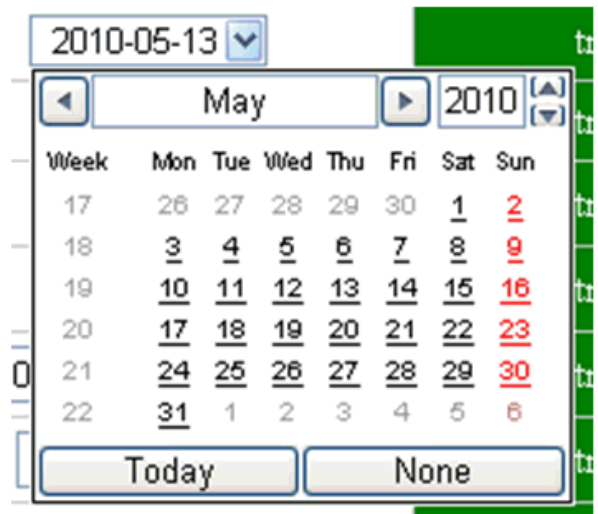 2010-05-13
May 2010
Week Mon Tue Wed Thu Fri Sat Sun
17 26 27 28 29 30 1 2
18 3 4 5 6 7 8 9
19 10 11 12 13 14 15 16
20 17 18 19 20 21 22 23
21 24 25 26 27 28 29 30
22 31 1 2 3 4 5 6
Today None